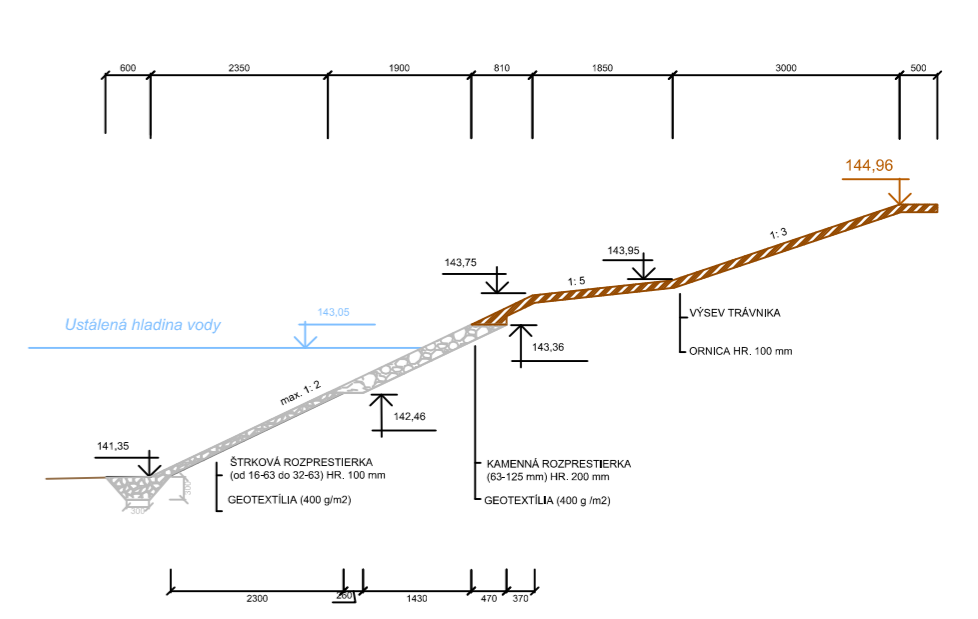 600 2350 1900 810 1850 3000 500
144,96
1: 3
143,95
143,75
1: 5
143,05
Ustálená hladina vody
VÝSEV TRÁVNIKA
143,36
ORNICA HR. 100 mm
max. 1: 2
142,46
141,35
ŠTRKOVÁ ROZPRESTIERKA
(od 16-63 do 32-63) HR. 100 mm
GEOTEXTÍLIA (400 g/m2)
KAMENNÁ ROZPRESTIERKA
(63-125 mm) HR. 200 mm
GEOTEXTÍLIA (400 g /m2)
300
300
2300 260 1430 470 370